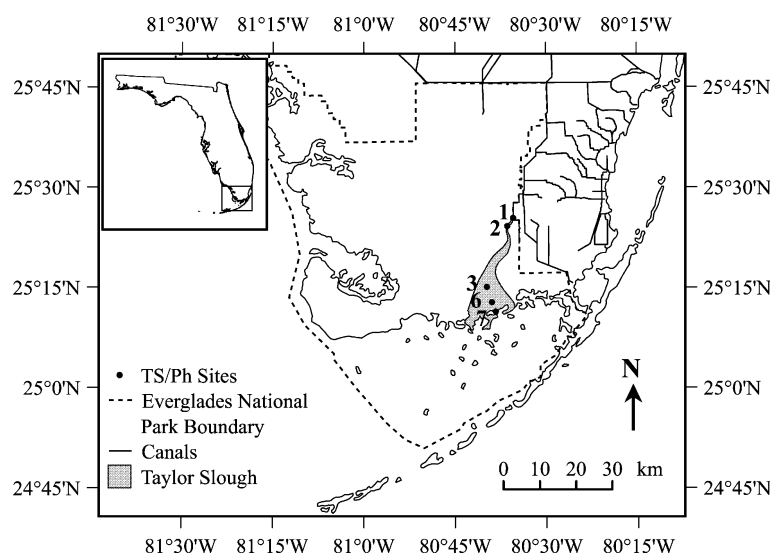 81°30'W 81°15'W 81°0'W 80°45'W 80°30'W 80°15'W
25°45'N 25°45'N
25°30'N 25°30'N
1
2
25°15'N 25°15'N
3
6
7
25°0'N 25°0'N
TS/Ph Sites
Everglades National
Park Boundary
Canals
Taylor Slough
N
0 10 20 30 km
24°45'N 24°45'N
81°30'W 81°15'W 81°0'W 80°45'W 80°30'W 80°15'W